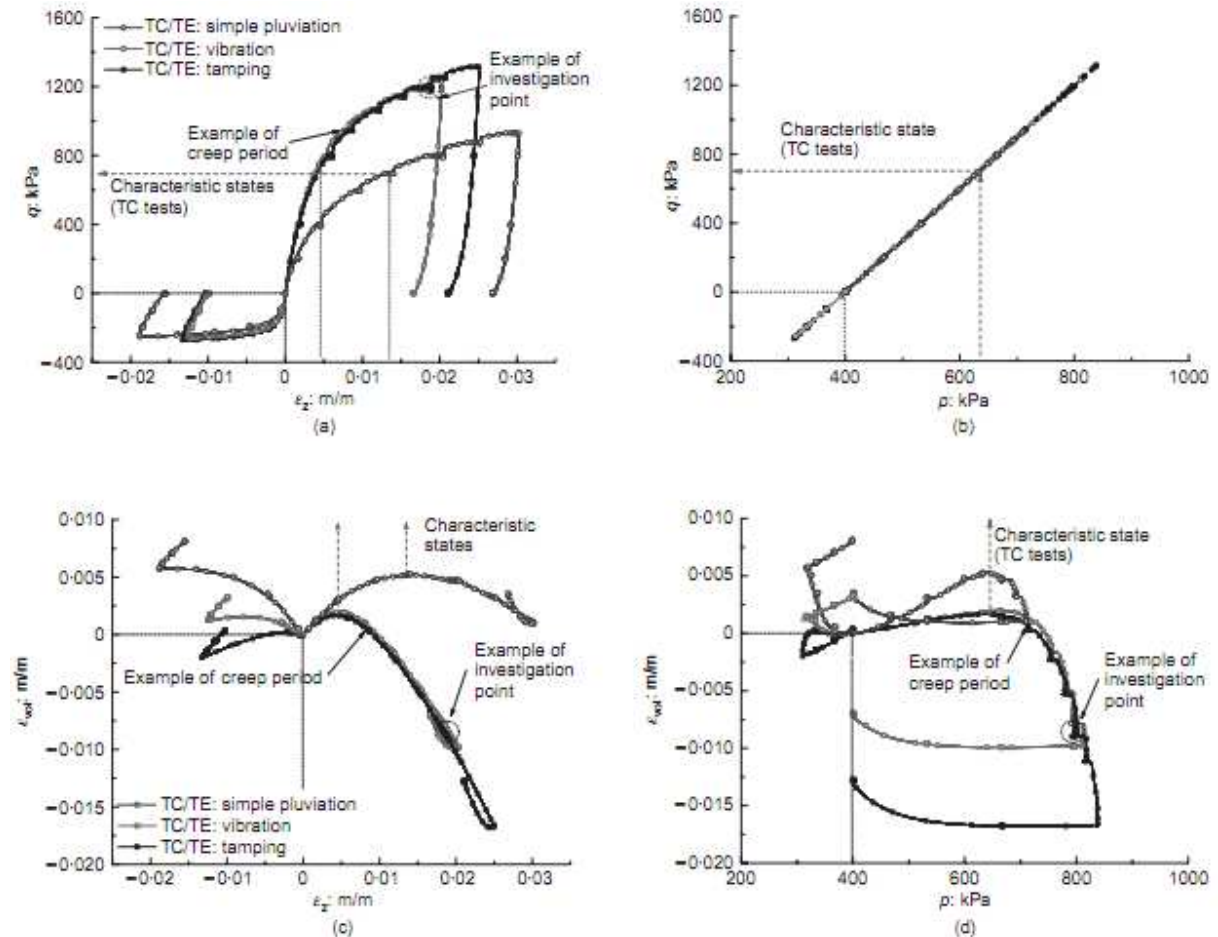 1600
1200
800
400
0
−400
q: kPa
TC/TE: simple pluviation
TC/TE: vibration
TC/TE: tamping
Example of
investigation
point
Example of
creep period
Characteristic states
(TC tests)
−0·02
−0·01
0
0·01
0·02
0·03
εz: m/m
(a)
1600
1200
800
400
0
−400
q: kPa
Characteristic state
(TC tests)
200
400
600
800
1000
p: kPa
(b)
0·010
0·005
0
−0·005
−0·010
−0·015
−0·020
εvol: m/m
Characteristic
states
Example of creep period
Example of
investigation
point
TC/TE: simple pluviation
TC/TE: vibration
TC/TE: tamping
−0·02
−0·01
0
0·01
0·02
0·03
εz: m/m
(c)
0·010
0·005
0
−0·005
−0·010
−0·015
−0·020
εvol: m/m
Characteristic state
(TC tests)
Example of
creep period
Example of
investigation
point
200
400
600
800
1000
p: kPa
(d)